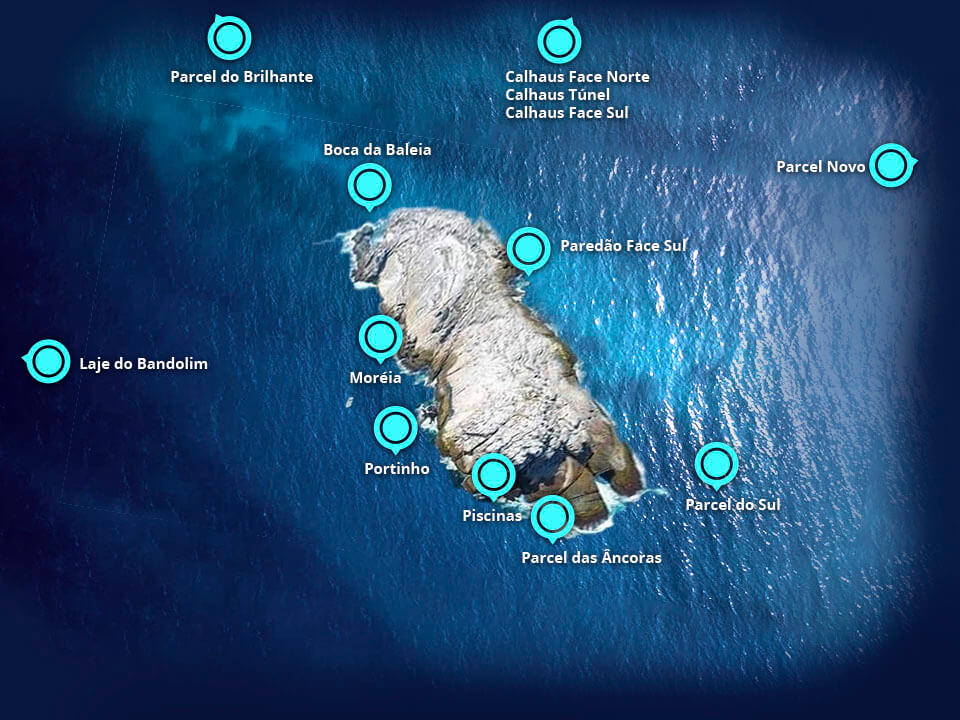 Parcel do Brilhante
Calhaus Face Norte
Calhaus Túnel
Calhaus Face Sul
Boca da Baleia
Parcel Novo
Paredão Face Sul
Laje do Bandolim
Moréia
Portinho
Parcel do Sul
Piscinas
Parcel das Âncoras